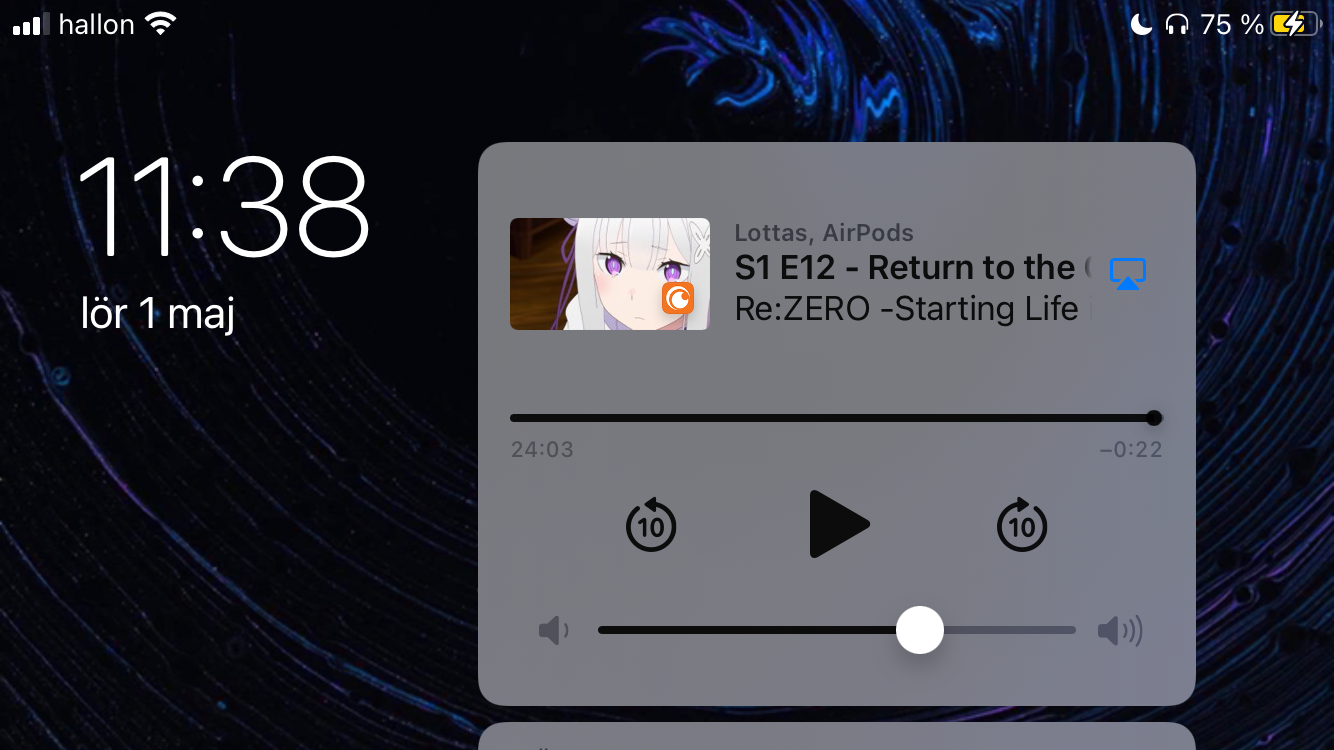 hallon 75 %
11:38
lör 1 maj
Lottas, AirPods
S1 E12 - Return to the
Re:ZERO -Starting Life
24:03 −0:22
10 10